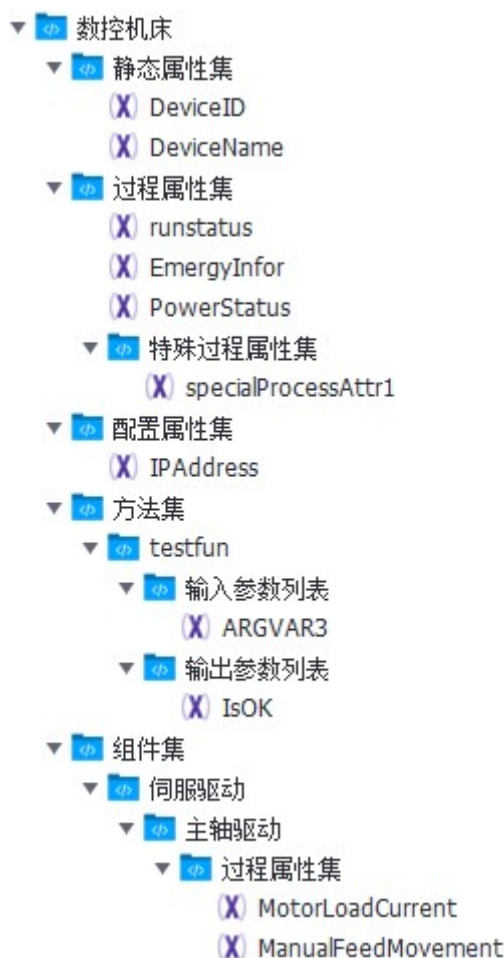 数控机床
静态属性集
DeviceID
DeviceName
过程属性集
runstatus
EmergyInfor
PowerStatus
特殊过程属性集
specialProcessAttr1
配置属性集
IPAddress
方法集
testfun
输入参数列表
ARGVAR3
输出参数列表
IsOK
组件集
伺服驱动
主轴驱动
过程属性集
MotorLoadCurrent
ManualFeedMovement